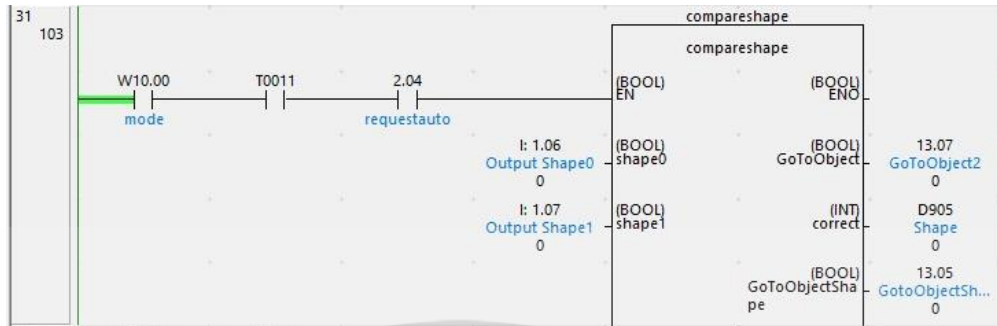 31
103
compareshape
compareshape
W10.00 T0011 2.04
mode requestauto
(BOOL) EN
(BOOL) ENO
I: 1.06
Output Shape0
0
(BOOL) shape0
(BOOL) GoToObject
13.07
GoToObject2
0
I: 1.07
Output Shape1
0
(BOOL) shape1
(INT) correct
D905
Shape
0
(BOOL) GoToObjectSha
pe
13.05
GotoObjectSh...
0